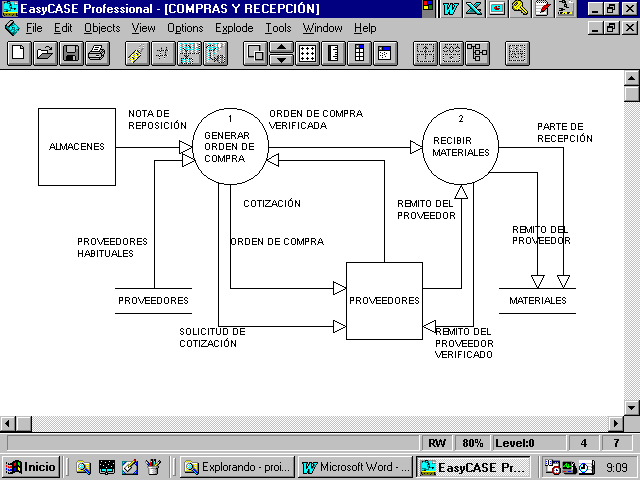 EasyCASE Professional - [COMPRAS Y RECEPCIÓN]
File Edit Objects View Options Explode Tools Window Help
NOTA DE
REPOSICIÓN
1
GENERAR
ORDEN DE
COMPRA
ORDEN DE COMPRA
VERIFICADA
2
RECIBIR
MATERIALES
PARTE DE
RECEPCIÓN
ALMACENES
COTIZACIÓN
REMITO DEL
PROVEEDOR
REMITO DEL
PROVEEDOR
PROVEEDORES
HABITUALES
ORDEN DE COMPRA
PROVEEDORES
PROVEEDORES
MATERIALES
SOLICITUD DE
COTIZACIÓN
REMITO DEL
PROVEEDOR
VERIFICADO
RW 80% Level:0 4 7
Inicio
Explorando - proi...
Microsoft Word - ...
EasyCASE Pr...
9:09